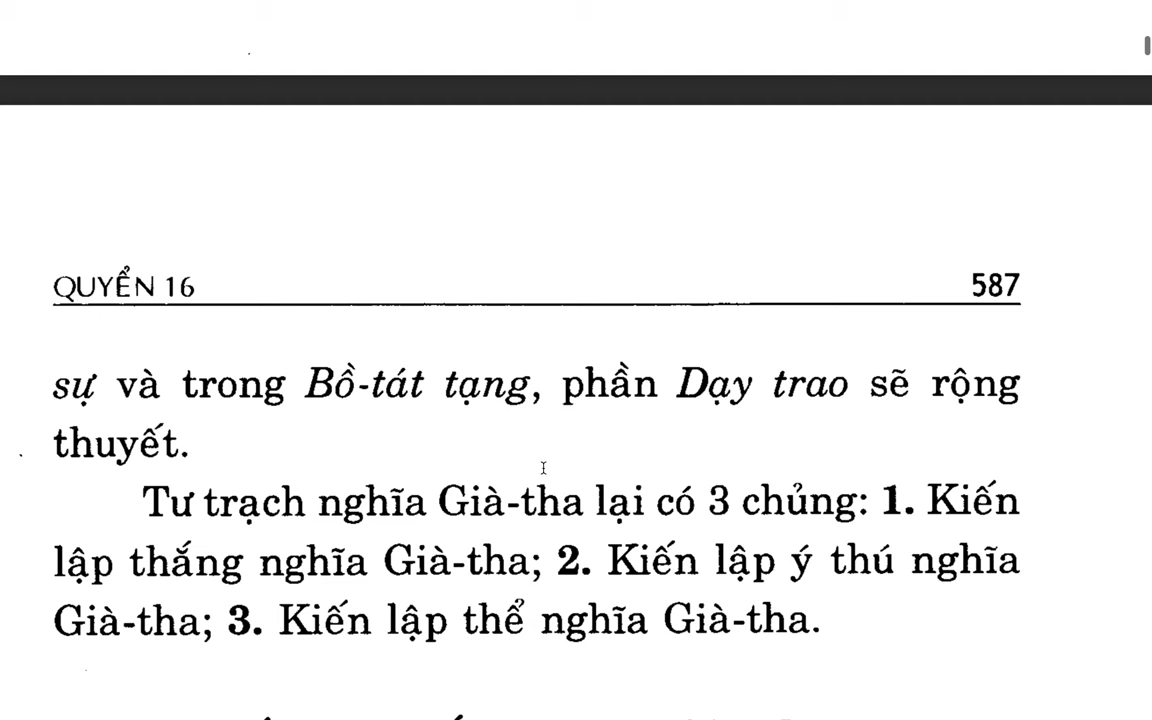 QUYỂN 16 587
sự và trong Bồ-tát tạng, phần Dạy trao sẽ rộng
thuyết.
Tư trạch nghĩa Già-tha lại có 3 chủng: 1. Kiến
lập thắng nghĩa Già-tha; 2. Kiến lập ý thú nghĩa
Già-tha; 3. Kiến lập thể nghĩa Già-tha.